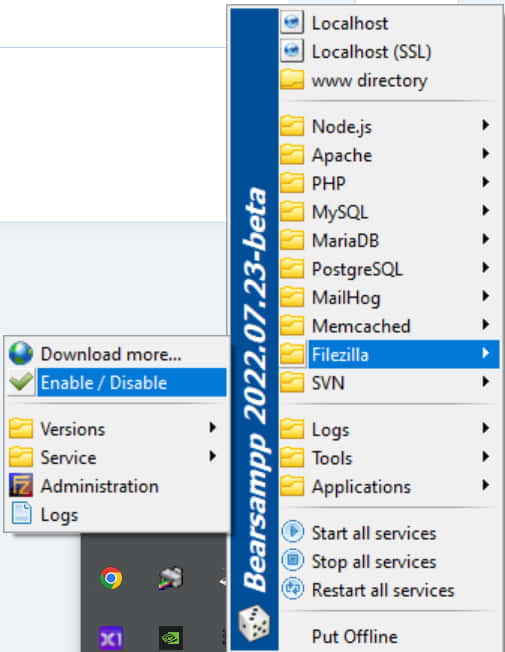 Localhost
Localhost (SSL)
www directory
Node.js
Apache
PHP
MySQL
MariaDB
PostgreSQL
MailHog
Memcached
Filezilla
SVN
Logs
Tools
Applications
Start all services
Stop all services
Restart all services
Put Offline
Bearsampp 2022.07.23-beta
Download more...
Enable / Disable
Versions
Service
Administration
Logs
FZ
X1